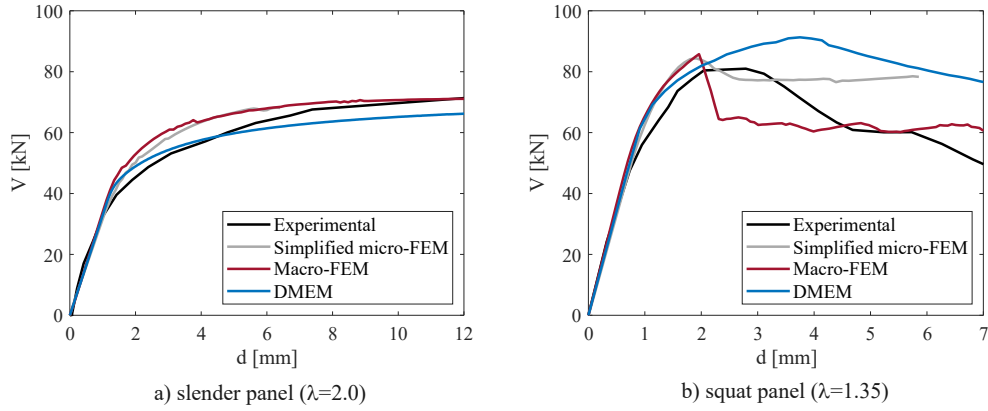 100
80
60
40
20
0
V [kN]
0 2 4 6 8 10 12
d [mm]
Experimental
Simplified micro-FEM
Macro-FEM
DMEM
a) slender panel (λ=2.0)
100
80
60
40
20
0
V [kN]
0 1 2 3 4 5 6 7
d [mm]
Experimental
Simplified micro-FEM
Macro-FEM
DMEM
b) squat panel (λ=1.35)